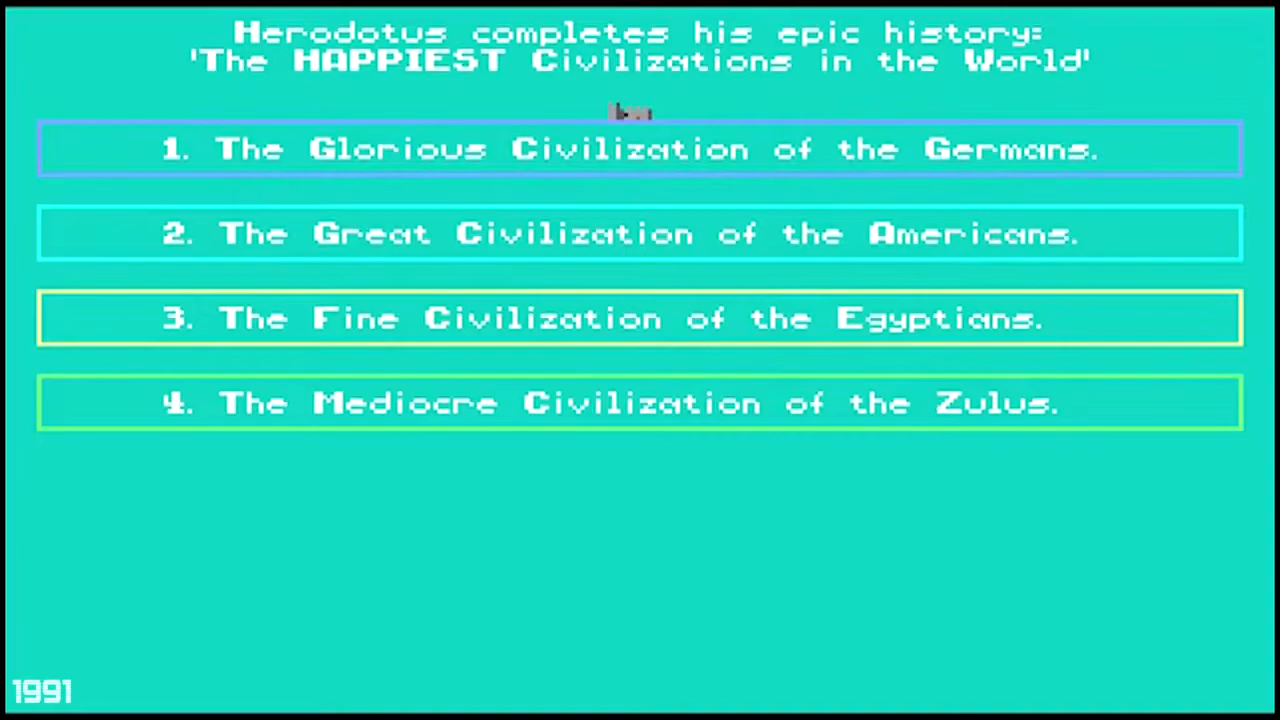 Herodotus completes his epic history:
'The HAPPIEST Civilizations in the World'
1. The Glorious Civilization of the Germans.
2. The Great Civilization of the Americans.
3. The Fine Civilization of the Egyptians.
4. The Mediocre Civilization of the Zulus.
1991